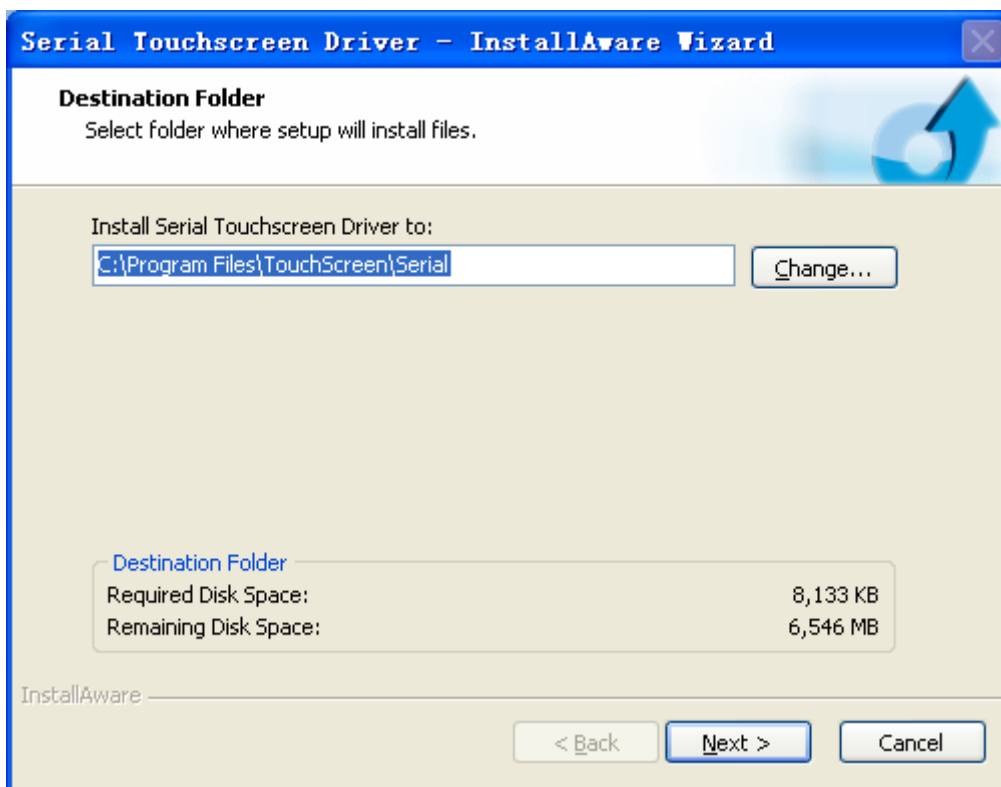 Serial Touchscreen Driver - InstallAware Wizard
Destination Folder
Select folder where setup will install files.
Install Serial Touchscreen Driver to:
C:\Program Files\TouchScreen\Serial
Change...
Destination Folder
Required Disk Space: 8,133 KB
Remaining Disk Space: 6,546 MB
InstallAware
< Back Next > Cancel